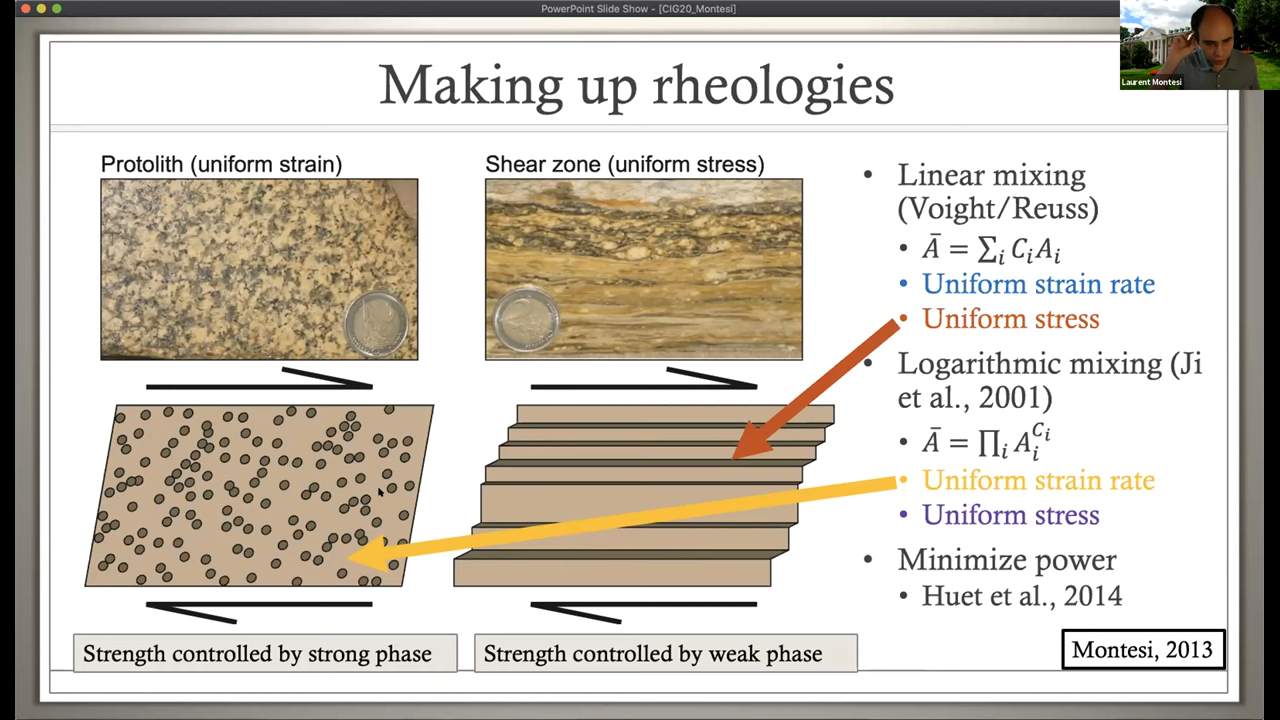 PowerPoint Slide Show - [CIG20_Montesi]
Laurent Montesi
Making up rheologies
Protolith (uniform strain)
Shear zone (uniform stress)
Strength controlled by strong phase
Strength controlled by weak phase
• Linear mixing
(Voight/Reuss)
• Ā = ∑ᵢ CᵢAᵢ
• Uniform strain rate
• Uniform stress
• Logarithmic mixing (Ji
et al., 2001)
• Ā = ∏ᵢ Aᵢ^Cᵢ
• Uniform strain rate
• Uniform stress
• Minimize power
• Huet et al., 2014
Montesi, 2013